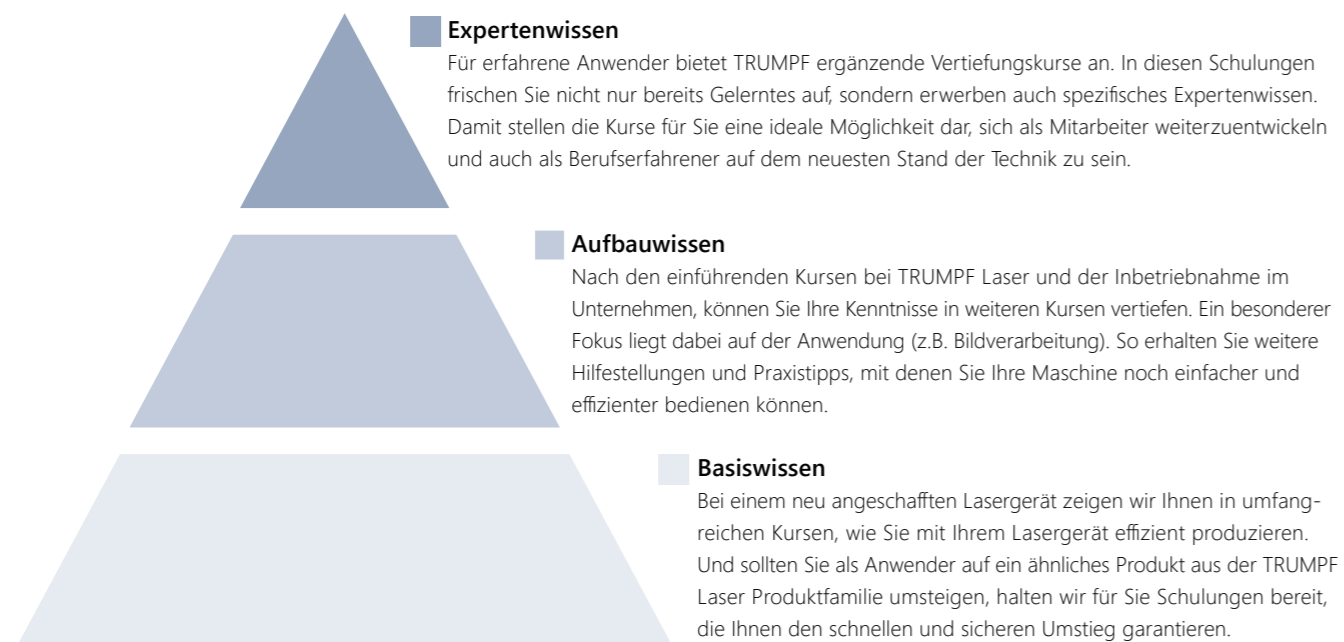 Expertenwissen
Für erfahrene Anwender bietet TRUMPF ergänzende Vertiefungskurse an. In diesen Schulungen
frischen Sie nicht nur bereits Gelerntes auf, sondern erwerben auch spezifisches Expertenwissen.
Damit stellen die Kurse für Sie eine ideale Möglichkeit dar, sich als Mitarbeiter weiterzuentwickeln
und auch als Berufserfahrener auf dem neuesten Stand der Technik zu sein.
Aufbauwissen
Nach den einführenden Kursen bei TRUMPF Laser und der Inbetriebnahme im
Unternehmen, können Sie Ihre Kenntnisse in weiteren Kursen vertiefen. Ein besonderer
Fokus liegt dabei auf der Anwendung (z.B. Bildverarbeitung). So erhalten Sie weitere
Hilfestellungen und Praxistipps, mit denen Sie Ihre Maschine noch einfacher und
effizienter bedienen können.
Basiswissen
Bei einem neu angeschafften Lasergerät zeigen wir Ihnen in umfang-
reichen Kursen, wie Sie mit Ihrem Lasergerät effizient produzieren.
Und sollten Sie als Anwender auf ein ähnliches Produkt aus der TRUMPF
Laser Produktfamilie umsteigen, halten wir für Sie Schulungen bereit,
die Ihnen den schnellen und sicheren Umstieg garantieren.